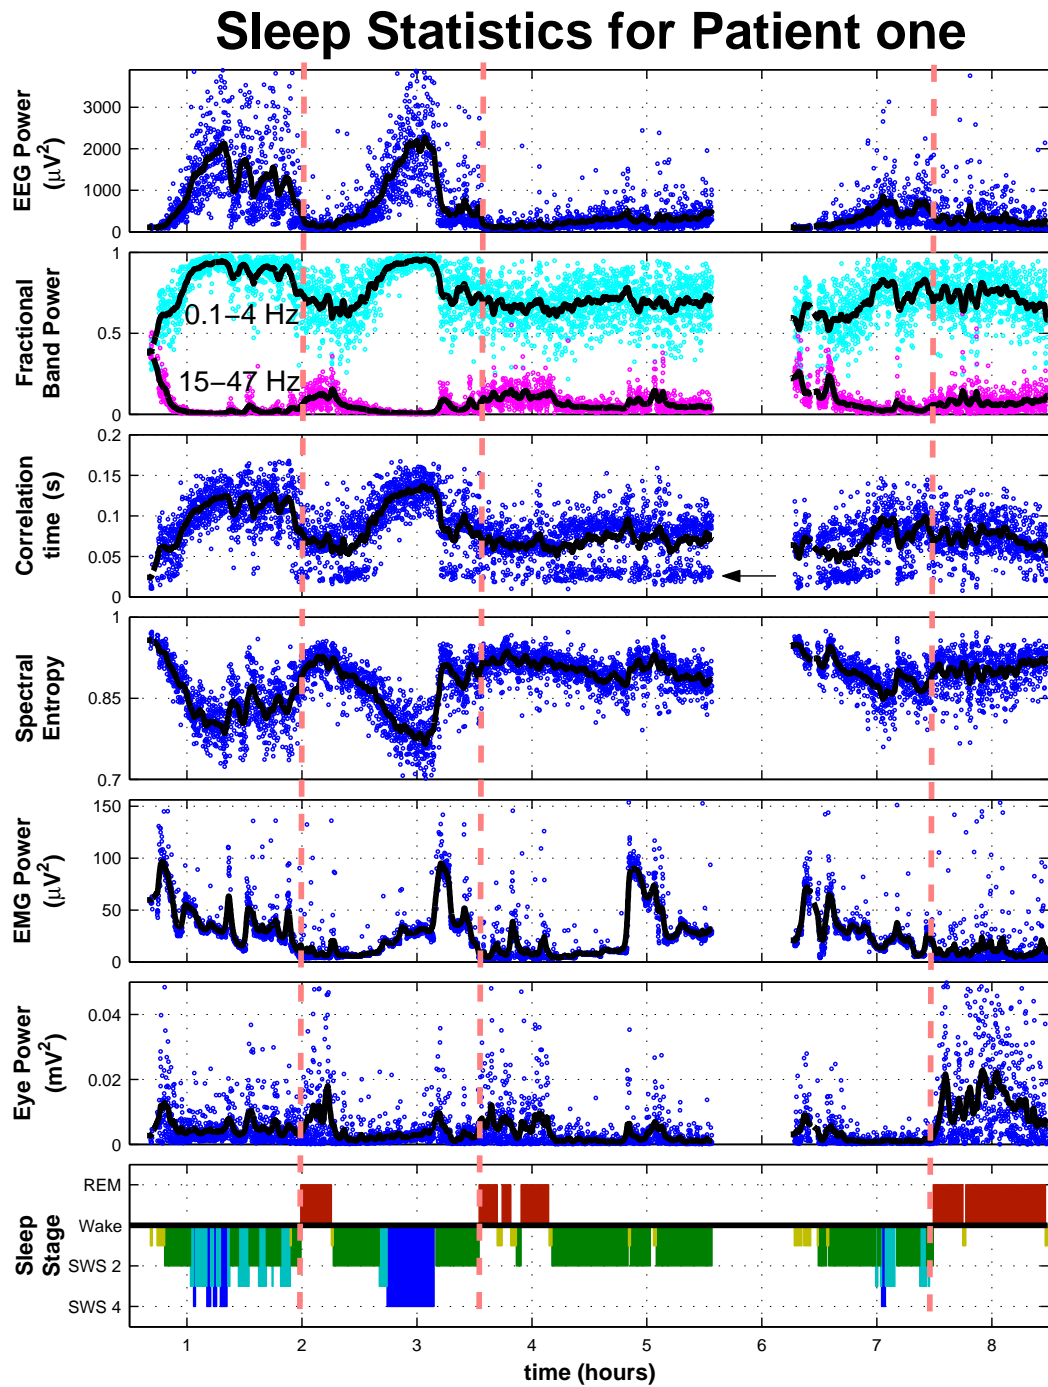 Sleep Statistics for Patient one
EEG Power
(μV²)
3000
2000
1000
0
Fractional
Band Power
1
0.5
0
0.1–4 Hz
15–47 Hz
Correlation
time (s)
0.2
0.15
0.1
0.05
0
Spectral
Entropy
1
0.85
0.7
EMG Power
(μV²)
150
100
50
0
Eye Power
(mV²)
0.04
0.02
0
Sleep
Stage
REM
Wake
SWS 2
SWS 4
1 2 3 4 5 6 7 8
time (hours)